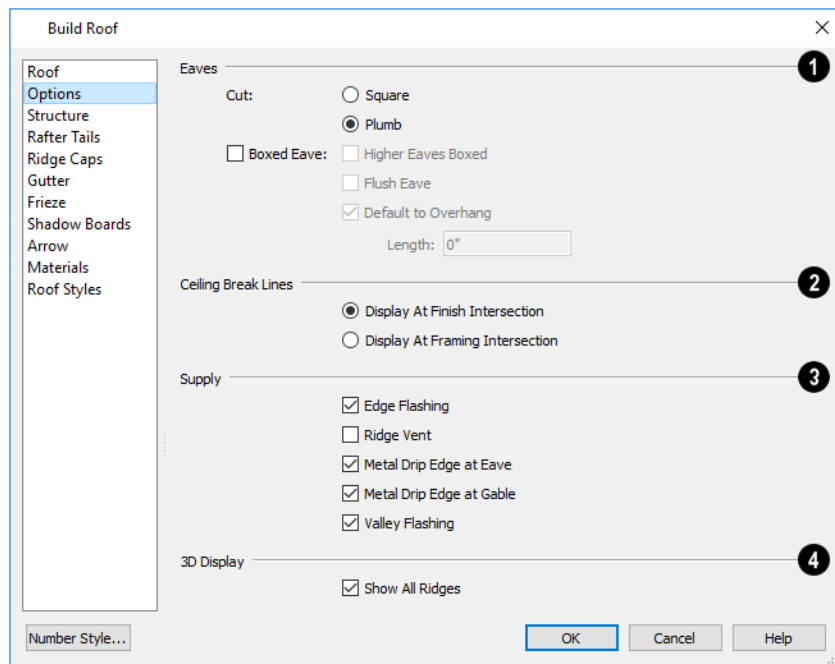 Build Roof
Roof
Options
Structure
Rafter Tails
Ridge Caps
Gutter
Frieze
Shadow Boards
Arrow
Materials
Roof Styles
Eaves
1
Cut:
Square
Plumb
Boxed Eave:
Higher Eaves Boxed
Flush Eave
Default to Overhang
Length: 0"
Ceiling Break Lines
2
Display At Finish Intersection
Display At Framing Intersection
Supply
3
Edge Flashing
Ridge Vent
Metal Drip Edge at Eave
Metal Drip Edge at Gable
Valley Flashing
3D Display
4
Show All Ridges
Number Style...
OK
Cancel
Help